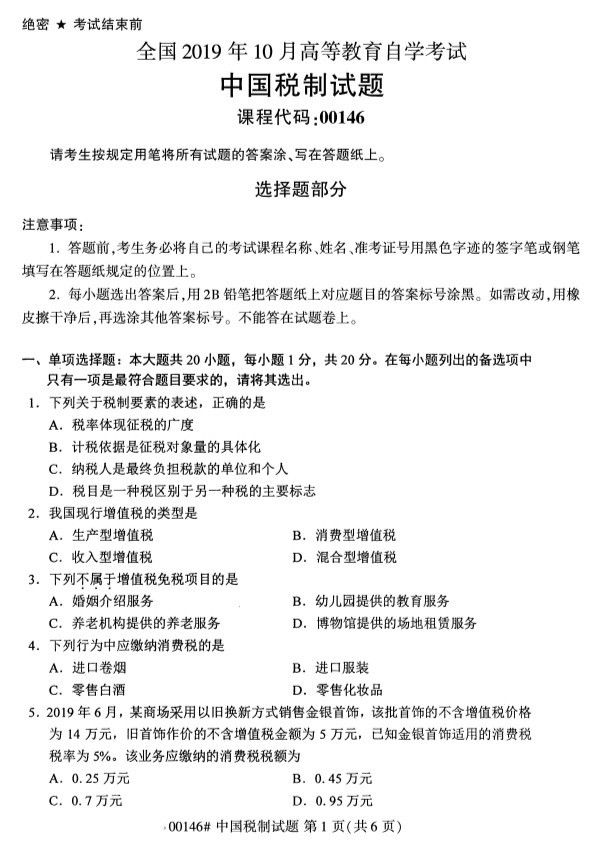 绝密 ★ 考试结束前
全国 2019 年 10 月高等教育自学考试
中国税制试题
课程代码:00146
请考生按规定用笔将所有试题的答案涂、写在答题纸上。
选择题部分
注意事项:
1. 答题前,考生务必将自己的考试课程名称、姓名、准考证号用黑色字迹的签字笔或钢笔
填写在答题纸规定的位置上。
2. 每小题选出答案后,用 2B 铅笔把答题纸上对应题目的答案标号涂黑。如需改动,用橡
皮擦干净后,再选涂其他答案标号。不能答在试题卷上。
一、单项选择题：本大题共 20 小题，每小题 1 分，共 20 分。在每小题列出的备选项中
只有一项是最符合题目要求的，请将其选出。
1．下列关于税制要素的表述，正确的是
A．税率体现征税的广度
B．计税依据是征税对象量的具体化
C．纳税人是最终负担税款的单位和个人
D．税目是一种税区别于另一种税的主要标志
2．我国现行增值税的类型是
A．生产型增值税 B．消费型增值税
C．收入型增值税 D．混合型增值税
3．下列不属于增值税免税项目的是
A．婚姻介绍服务 B．幼儿园提供的教育服务
C．养老机构提供的养老服务 D．博物馆提供的场地租赁服务
4．下列行为中应缴纳消费税的是
A．进口卷烟 B．进口服装
C．零售白酒 D．零售化妆品
5．2019 年 6 月，某商场采用以旧换新方式销售金银首饰，该批首饰的不含增值税价格
为 14 万元，旧首饰作价的不含增值税金额为 5 万元，已知金银首饰适用的消费税
税率为 5%。该业务应缴纳的消费税税额为
A．0.25 万元 B．0.45 万元
C．0.7 万元 D．0.95 万元
00146# 中国税制试题 第 1 页(共 6 页)